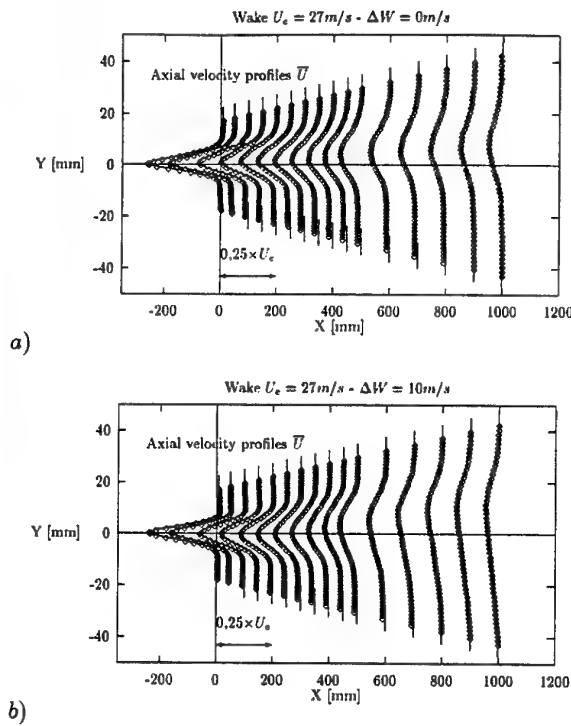 Wake U_e = 27m/s - ΔW = 0m/s
Axial velocity profiles U̅
40
20
Y [mm] 0
-20
-40
0,25×U_e
-200 0 200 400 600 800 1000 1200
X [mm]
a)
Wake U_e = 27m/s - ΔW = 10m/s
Axial velocity profiles U̅
40
20
Y [mm] 0
-20
-40
0,25×U_e
-200 0 200 400 600 800 1000 1200
X [mm]
b)